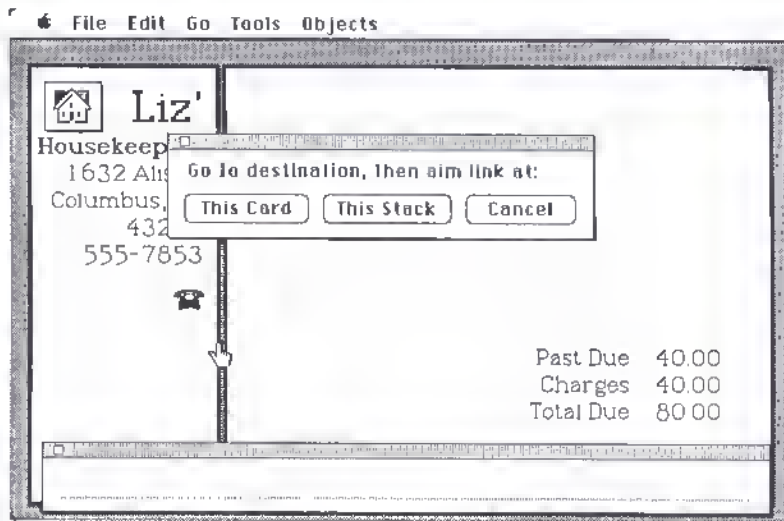 File Edit Go Tools Objects
Liz'
Housekeep
1632 Alis
Columbus,
432
555-7853
Go to destination, then aim link at:
This Card This Stack Cancel
Past Due 40.00
Charges 40.00
Total Due 80 00